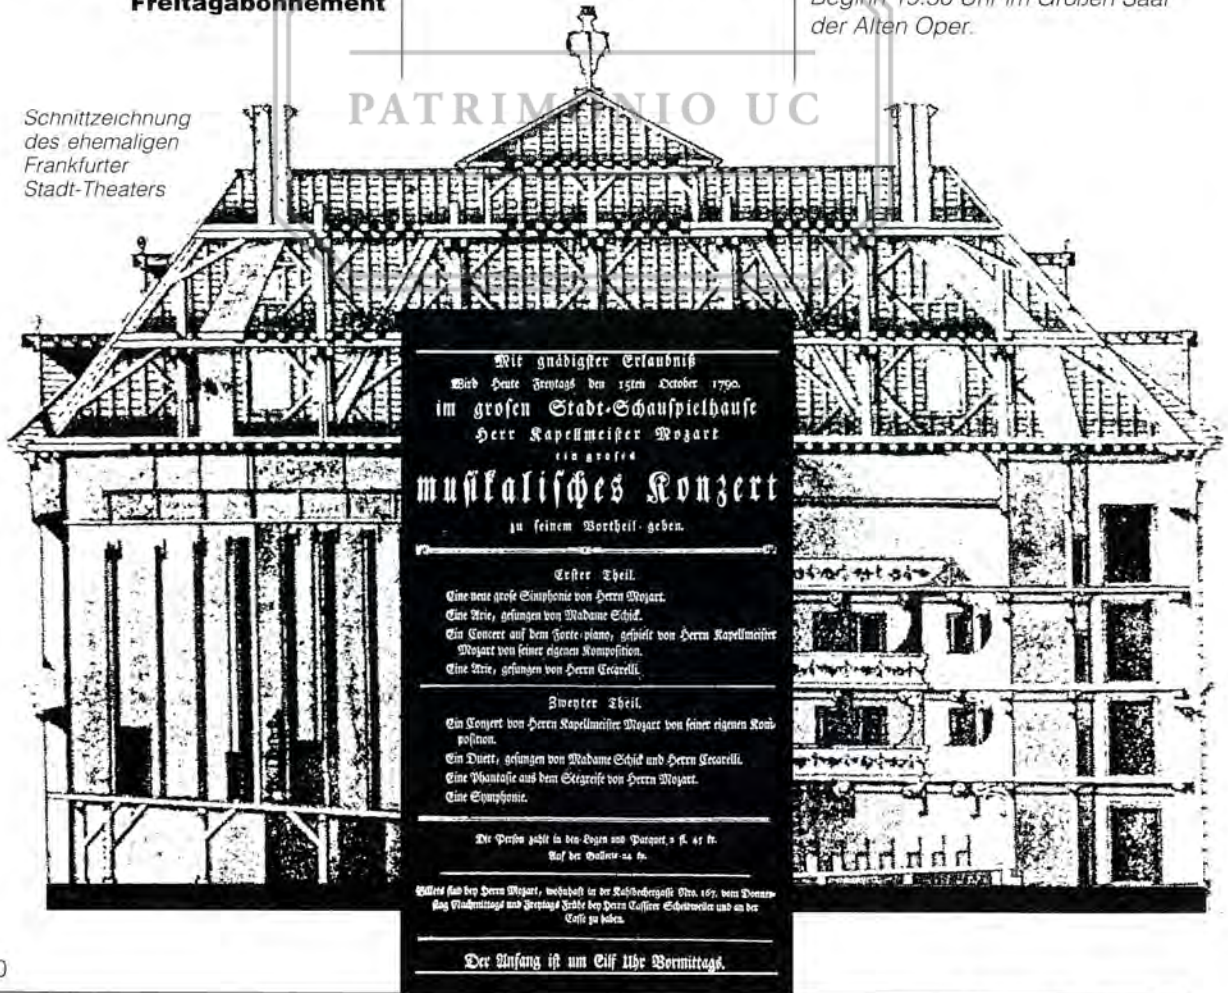 Freitagabonnement
Beginn 19.30 Uhr im Großen Saal
der Alten Oper.
PATRIMONIO UC
Schnittzeichnung
des ehemaligen
Frankfurter
Stadt-Theaters
Mit gnädigster Erlaubniß
Wird Heute Freytags den 15ten October 1790.
im grosen Stadt-Schauspielhause
Herr Kapellmeister Mozart
ein groses
musikalisches Konzert
zu seinem Vortheil geben.
Erster Theil.
Eine neue grose Simphonie von Herrn Mozart.
Eine Arie, gesungen von Madame Schick.
Ein Concert auf dem Forte-piano, gespielt von Herrn Kapellmeister
Mozart von seiner eigenen Komposition.
Eine Arie, gesungen von Herrn Cecarelli.
Zweyter Theil.
Ein Conzert von Herrn Kapellmeister Mozart von seiner eigenen Kom-
position.
Ein Duett, gesungen von Madame Schick und Herrn Cecarelli.
Eine Phantasie aus dem Stegreife von Herrn Mozart.
Eine Symphonie.
Die Person zahlt in den Logen und Parquet 2 fl. 45 kr.
Auf der Gallerie 24 kr.
Billets sind bey Herrn Mozart, wohnhaft in der Kahlbechergasse Nro. 167. vom Donner-
stag Nachmittags und Freytags Frühe bey Herrn Cassirer Scheidweiler und an der
Casse zu haben.
Der Anfang ist um Eilf Uhr Vormittags.
0